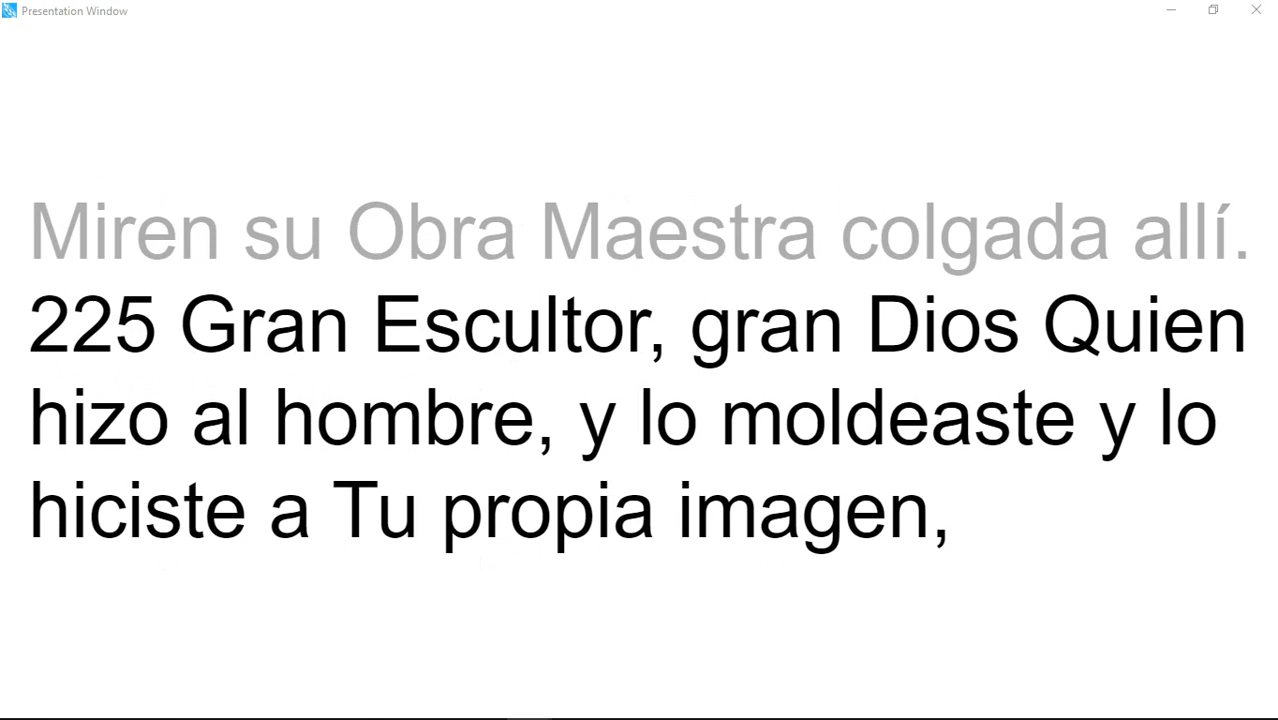 Presentation Window
Miren su Obra Maestra colgada allí.
225 Gran Escultor, gran Dios Quien
hizo al hombre, y lo moldeaste y lo
hiciste a Tu propia imagen,